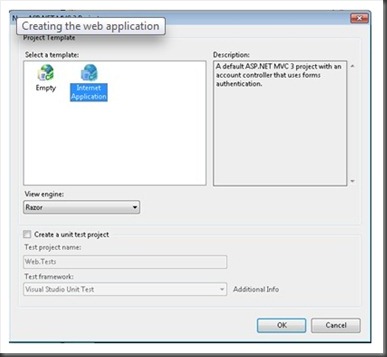 Creating the web application
Project Template
Select a template:
Description:
Empty
Internet
Application
A default ASP.NET MVC 3 project with an
account controller that uses forms
authentication.
View engine:
Razor
Create a unit test project
Test project name:
Web.Tests
Test framework:
Visual Studio Unit Test
Additional Info
OK
Cancel